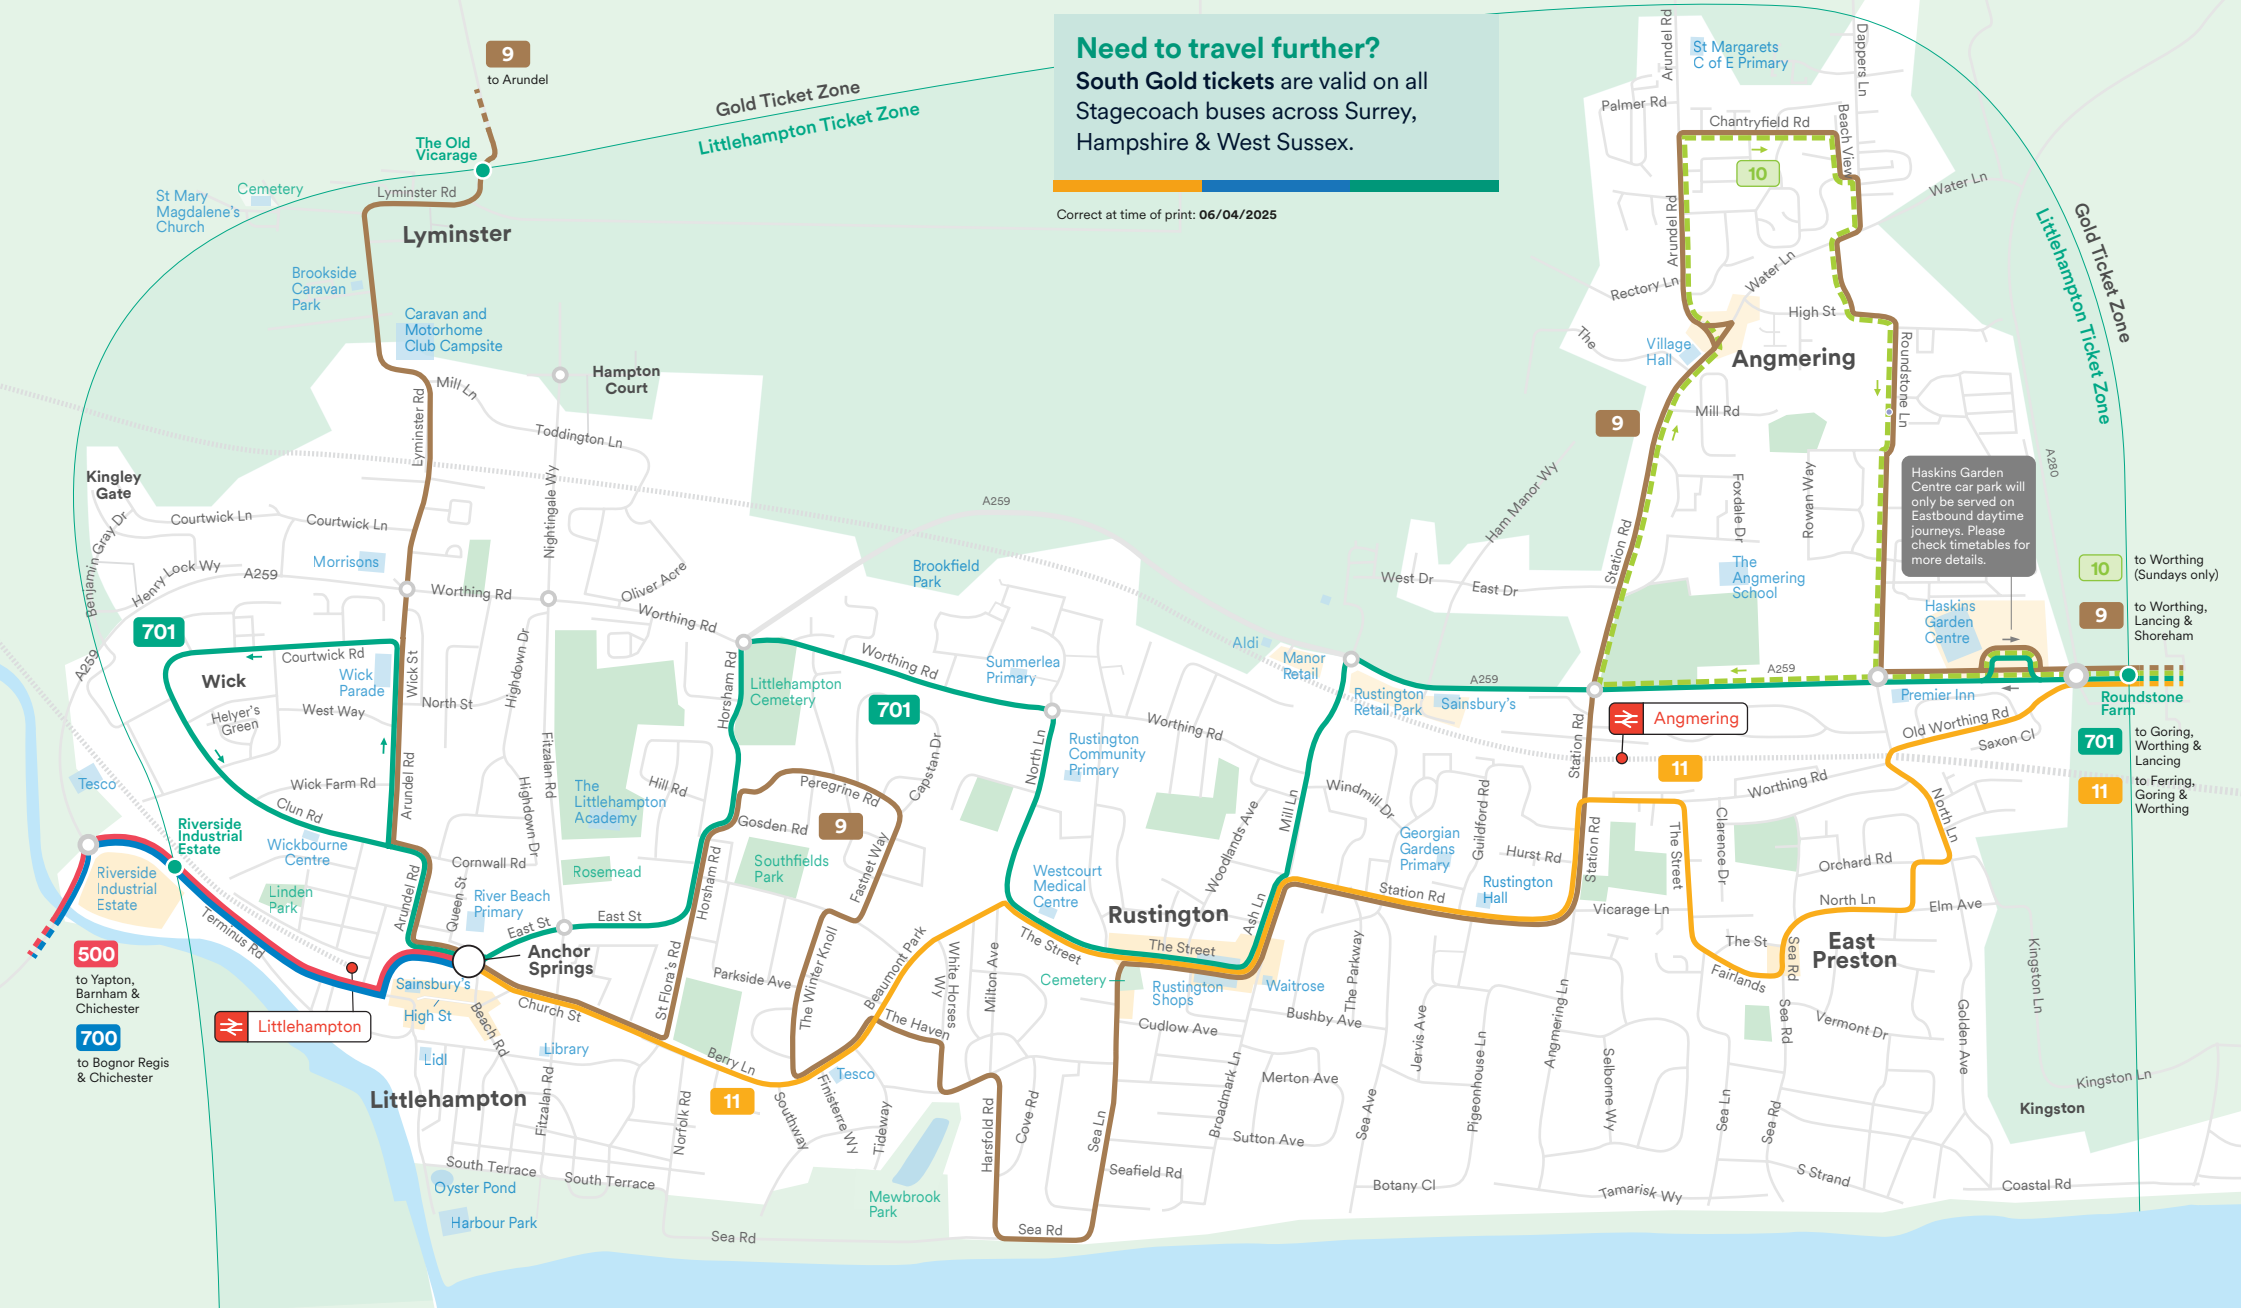 9
to Arundel
The Old
Vicarage
Gold Ticket Zone
Littlehampton Ticket Zone
Need to travel further?
South Gold tickets are valid on all
Stagecoach buses across Surrey,
Hampshire & West Sussex.
Correct at time of print: 06/04/2025
Arundel Rd
St Margarets
C of E Primary
Dappers Ln
Palmer Rd
Chantryfield Rd
Beach View
10
Water Ln
Arundel Rd
Water Ln
Rectory Ln
High St
The
Village
Hall
Angmering
Roundstone Ln
Mill Rd
9
Gold Ticket Zone
Littlehampton Ticket Zone
St Mary
Magdalene's
Church
Cemetery
Lyminster Rd
Lyminster
Brookside
Caravan
Park
Caravan and
Motorhome
Club Campsite
Hampton
Court
Mill Ln
Lyminster Rd
Toddington Ln
Nightingale Wy
Kingley
Gate
Courtwick Ln
Courtwick Ln
Benjamin Gray Dr
Henry Lock Wy
A259
Morrisons
Worthing Rd
Oliver Acre
Worthing Rd
A259
Brookfield
Park
Ham Manor Wy
West Dr
East Dr
Station Rd
Foxdale Dr
Rowan Way
The
Angmering
School
A280
Haskins Garden
Centre car park will
only be served on
Eastbound daytime
journeys. Please
check timetables for
more details.
Haskins
Garden
Centre
10
to Worthing
(Sundays only)
9
to Worthing,
Lancing &
Shoreham
Roundstone
Farm
701
to Goring,
Worthing &
Lancing
11
to Ferring,
Goring &
Worthing
701
A259
Courtwick Rd
Wick
Wick
Parade
Wick St
Helyer's
Green
West Way
North St
Highdown Dr
Wick Farm Rd
Clun Rd
Arundel Rd
Fitzalan Rd
Highdown Dr
The
Littlehampton
Academy
Hill Rd
Horsham Rd
Littlehampton
Cemetery
701
Worthing Rd
Summerlea
Primary
Capstan Dr
Peregrine Rd
Gosden Rd
9
North Ln
Rustington
Community
Primary
Worthing Rd
Aldi
Manor
Retail
Rustington
Retail Park
Sainsbury's
A259
A259
Premier Inn
Angmering
Old Worthing Rd
Saxon Cl
Station Rd
11
Worthing Rd
North Ln
Tesco
Riverside
Industrial
Estate
Riverside
Industrial
Estate
Wickbourne
Centre
Linden
Park
Terminus Rd
Arundel Rd
Cornwall Rd
Queen St
River Beach
Primary
Rosemead
East St
East St
Anchor
Springs
Horsham Rd
Southfields
Park
Fastnet Way
Westcourt
Medical
Centre
Woodlands Ave
Mill Ln
Windmill Dr
Georgian
Gardens
Primary
Guildford Rd
Hurst Rd
Station Rd
Rustington
Hall
Station Rd
The Street
Clarence Dr
Vicarage Ln
Orchard Rd
North Ln
Elm Ave
The St
Fairlands
Sea Rd
East
Preston
Kingston Ln
500
to Yapton,
Barnham &
Chichester
700
to Bognor Regis
& Chichester
Littlehampton
Sainsbury's
High St
Beach Rd
Lidl
Church St
Library
Littlehampton
Fitzalan Rd
St Flora's Rd
Parkside Ave
The Winter Knoll
Beaumont Park
White Horses
Wy
Milton Ave
The Haven
The Street
Rustington
The Street
Ash Ln
Cemetery
Rustington
Shops
Waitrose
The Parkway
Cudlow Ave
Bushby Ave
Jervis Ave
Pigeonhouse Ln
Angmering Ln
Selborne Wy
Sea Rd
Vermont Dr
Golden Ave
Kingston Ln
Kingston
Berry Ln
11
Tesco
Norfolk Rd
Southway
Finisterre Wy
Tideway
Harsfold Rd
Cove Rd
Sea Ln
Broadmark Ln
Merton Ave
Sutton Ave
Sea Ave
Sea Ln
Sea Rd
Seafield Rd
Botany Cl
Tamarisk Wy
S Strand
Coastal Rd
South Terrace
South Terrace
Oyster Pond
Harbour Park
Mewbrook
Park
Sea Rd
Sea Rd